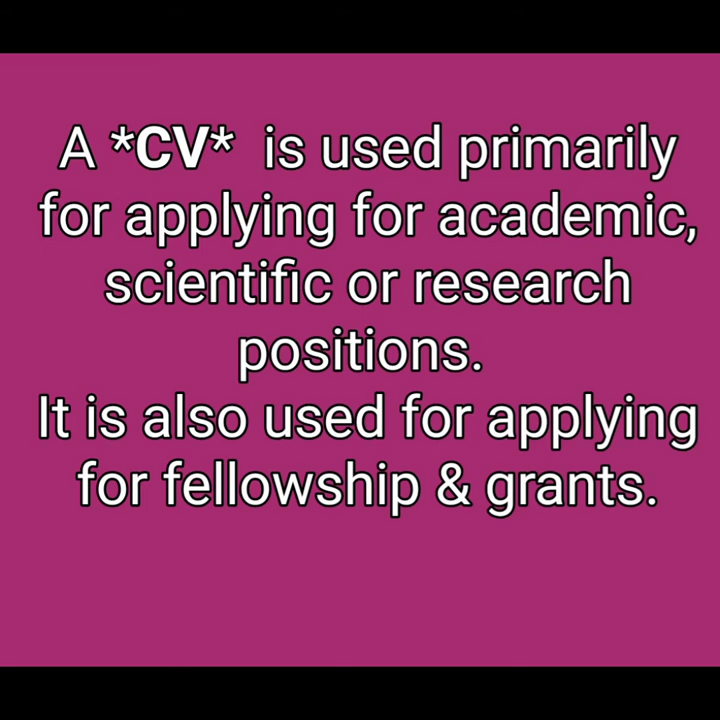 A *CV* is used primarily
for applying for academic,
scientific or research
positions.
It is also used for applying
for fellowship & grants.